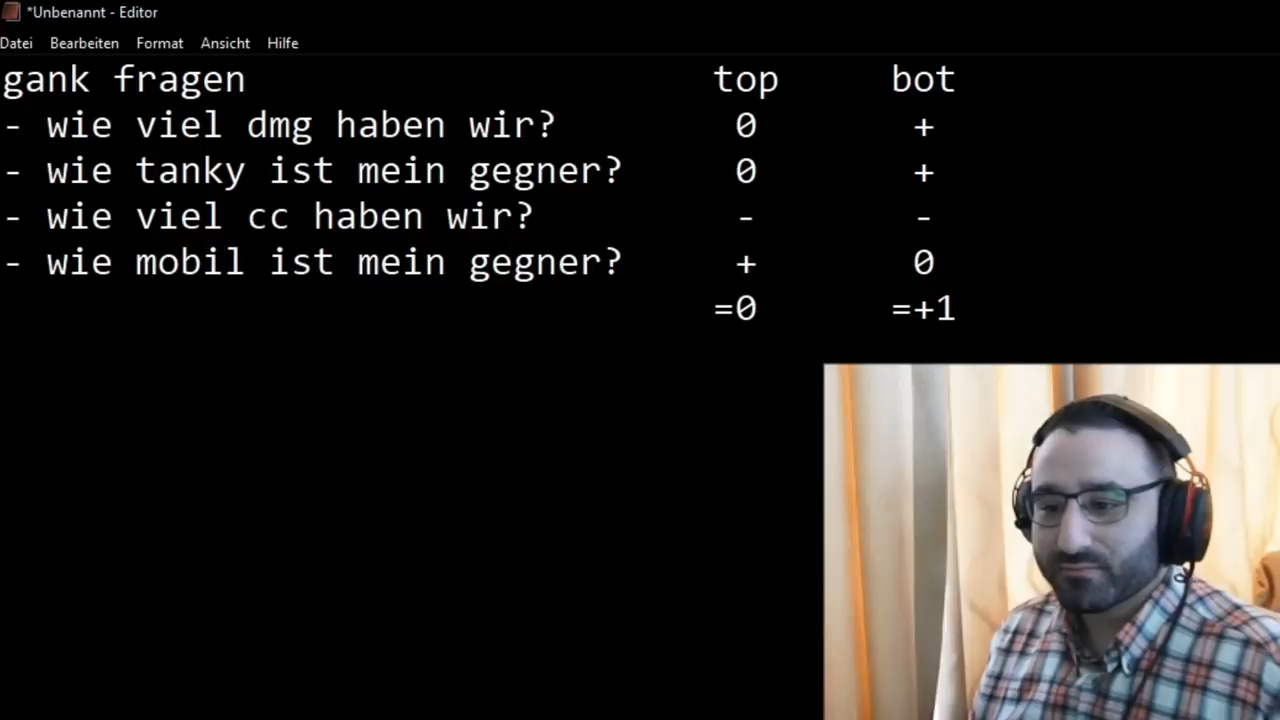 *Unbenannt - Editor
Datei Bearbeiten Format Ansicht Hilfe
gank fragen top bot
- wie viel dmg haben wir? 0 +
- wie tanky ist mein gegner? 0 +
- wie viel cc haben wir? - -
- wie mobil ist mein gegner? + 0
=0 =+1